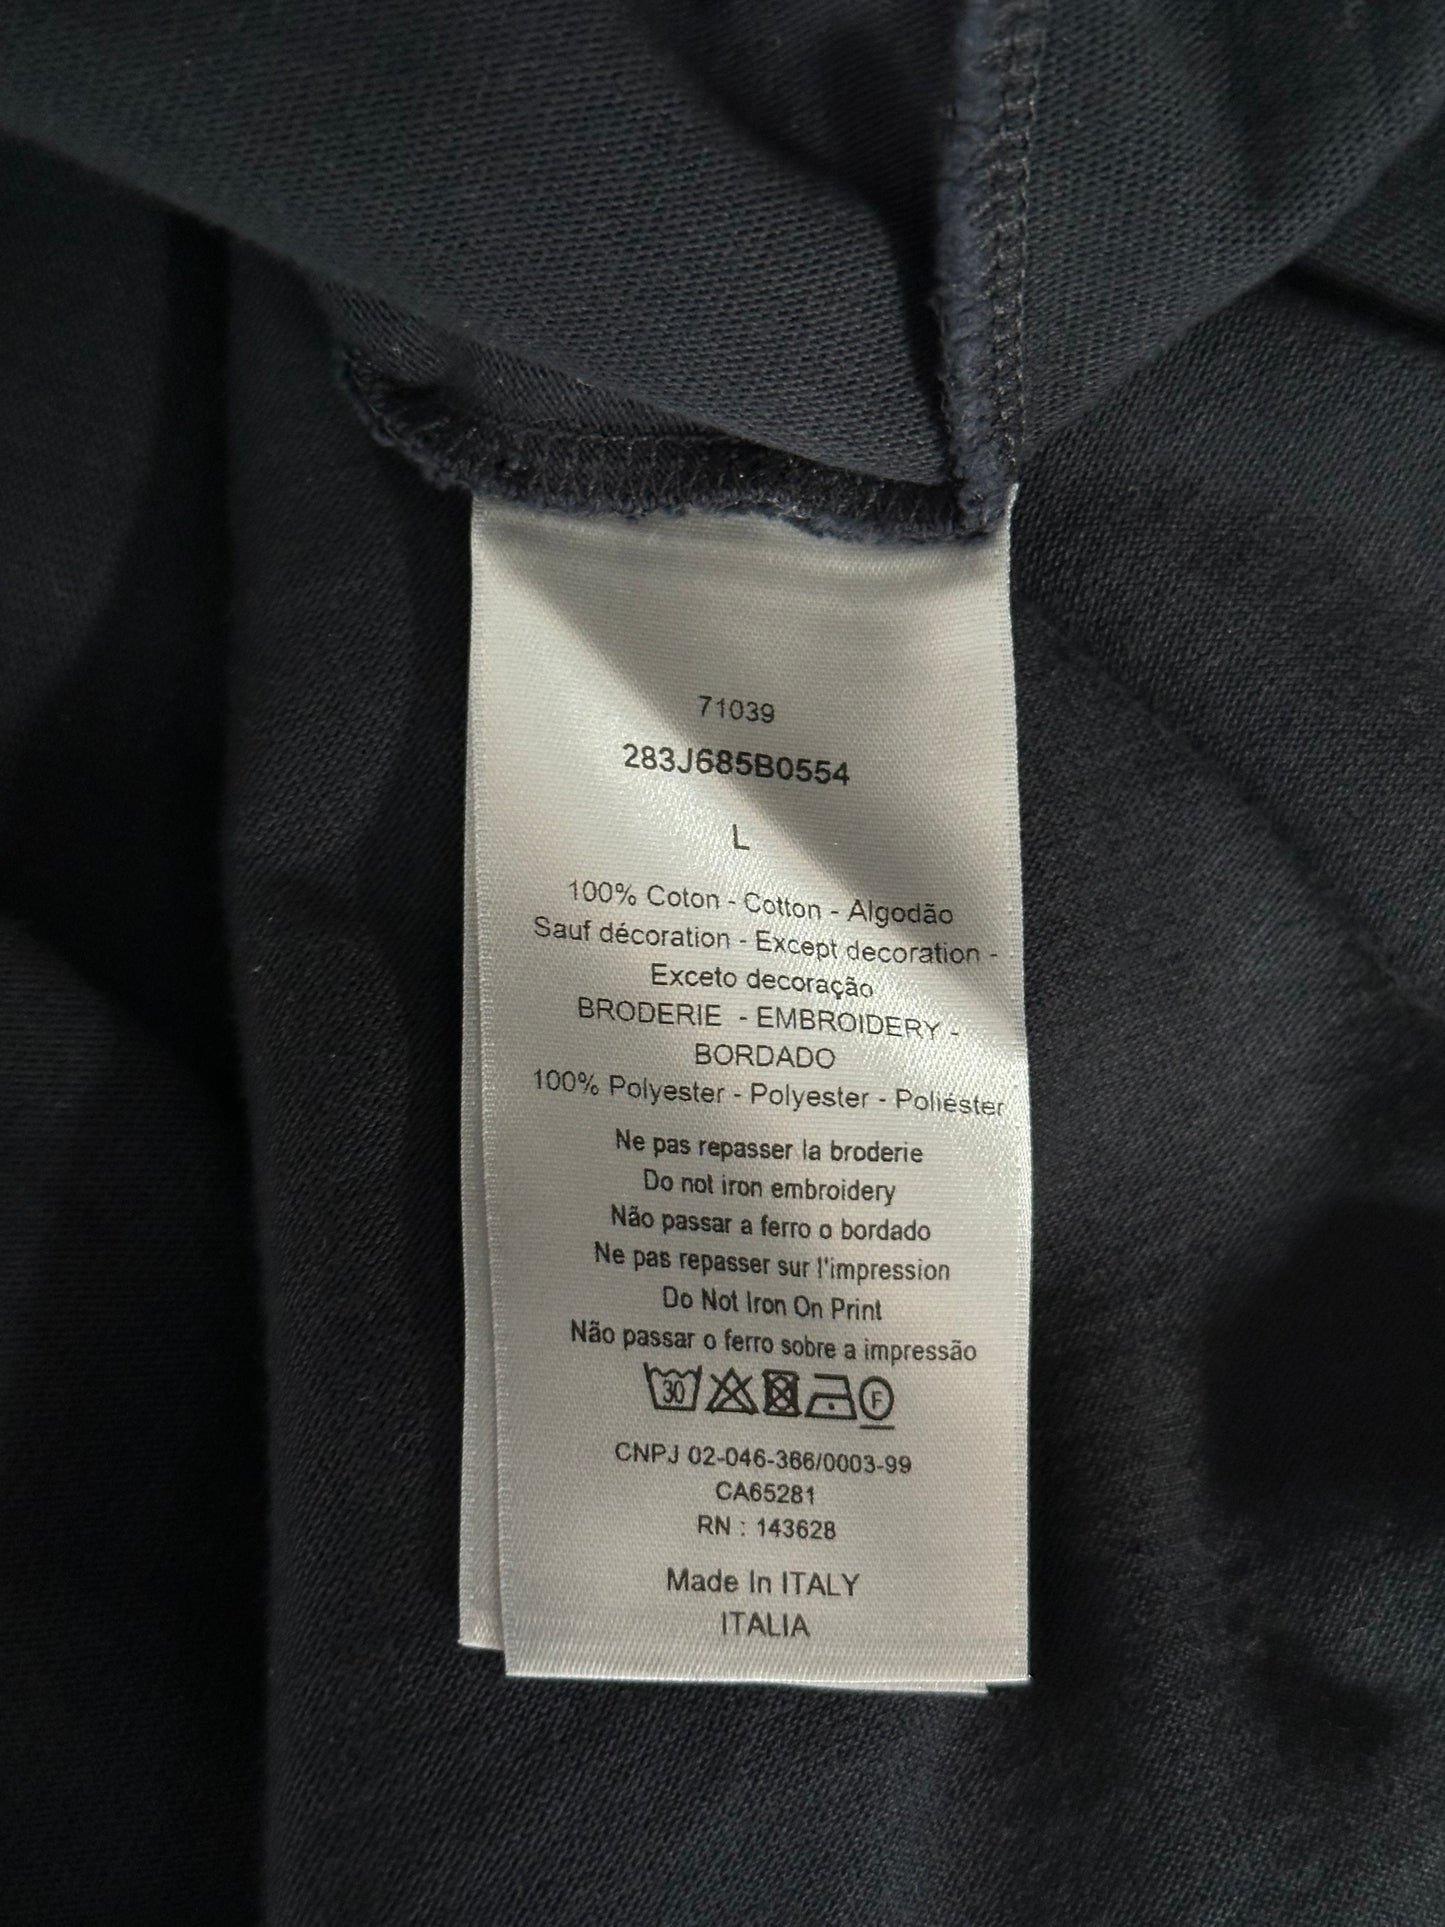 71039
283J685B0554
L
100% Coton - Cotton - Algodão
Sauf décoration - Except decoration -
Exceto decoração
BRODERIE - EMBROIDERY -
BORDADO
100% Polyester - Polyester - Poliéster
Ne pas repasser la broderie
Do not iron embroidery
Não passar a ferro o bordado
Ne pas repasser sur l'impression
Do Not Iron On Print
Não passar o ferro sobre a impressão
30 F
CNPJ 02-046-366/0003-99
CA65281
RN : 143628
Made In ITALY
ITALIA